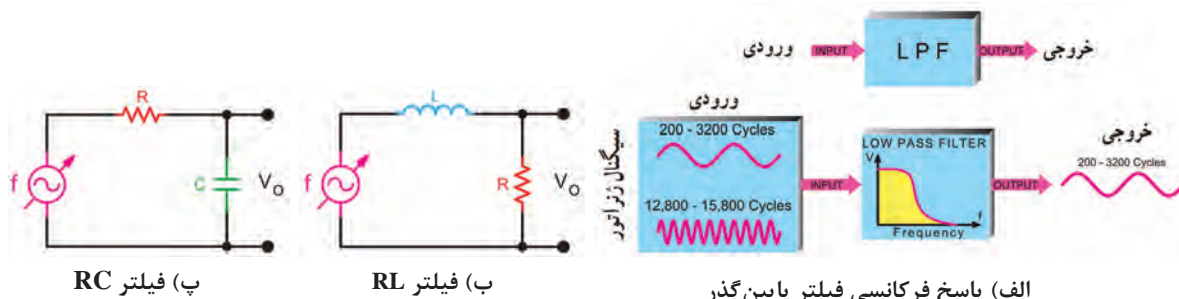 ورودی INPUT LPF OUTPUT خروجی
ورودی
سیگنال ژنراتور
200 - 3200 Cycles
12,800 - 15,800 Cycles
INPUT
LOW PASS FILTER
V
f
Frequency
OUTPUT
خروجی
200 - 3200 Cycles
الف) پاسخ فرکانسی فیلتر پایین‌گذر
L
f
R
Vo
ب) فیلتر RL
R
f
C
Vo
پ) فیلتر RC